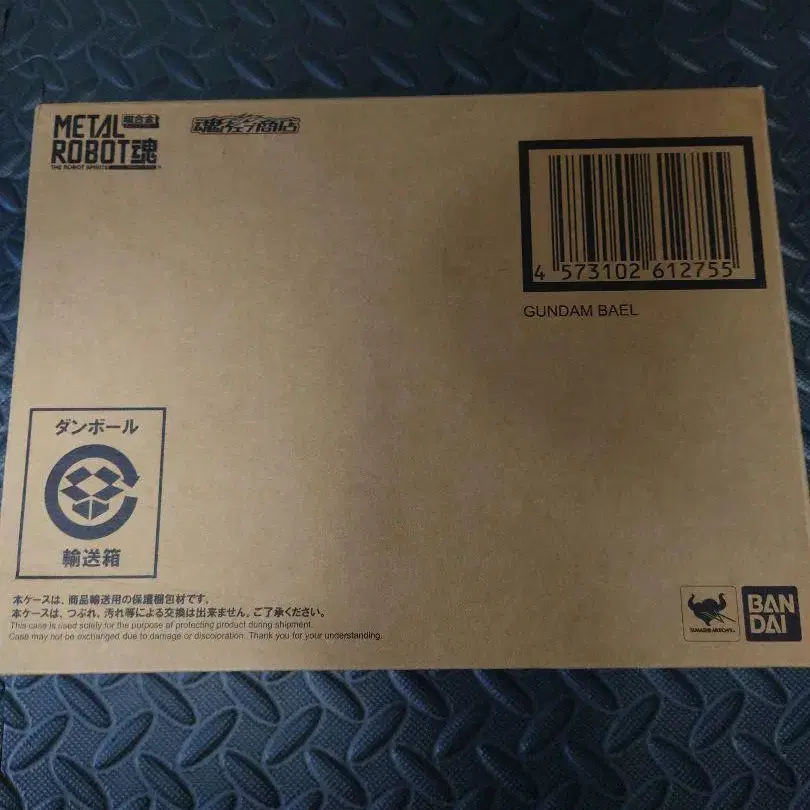 METAL 超合金
ROBOT魂
THE ROBOT SPIRITS
魂ウェブ商店
4 573102 612755
GUNDAM BAEL
ダンボール
輸送箱
本ケースは、商品輸送用の保護梱包材です。
本ケースは、つぶれ、汚れ等による交換は出来ません。ご了承ください。
This case is used solely for the purpose of protecting product during shipment.
Case may not be exchanged due to damage or discoloration. Thank you for your understanding.
TAMASHII NATIONS
BAN
DAI